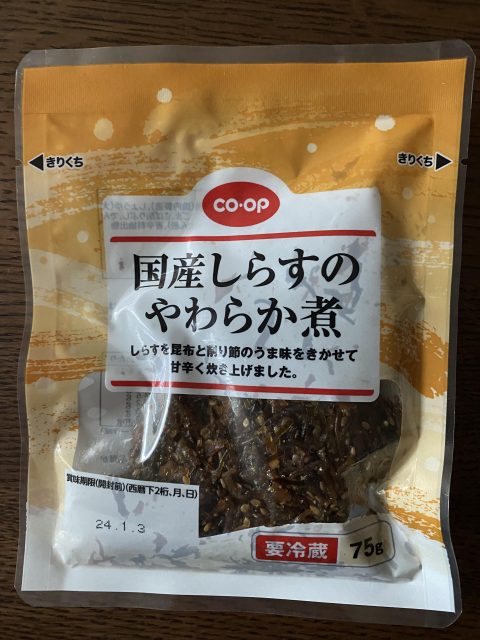 きりくち
きりくち
CO·OP
国産しらすの
やわらか煮
しらすを昆布と削り節のうま味をきかせて
甘辛く炊き上げました。
賞味期限(開封前)(西暦下2桁、月、日)
24.1.3
要冷蔵
75g